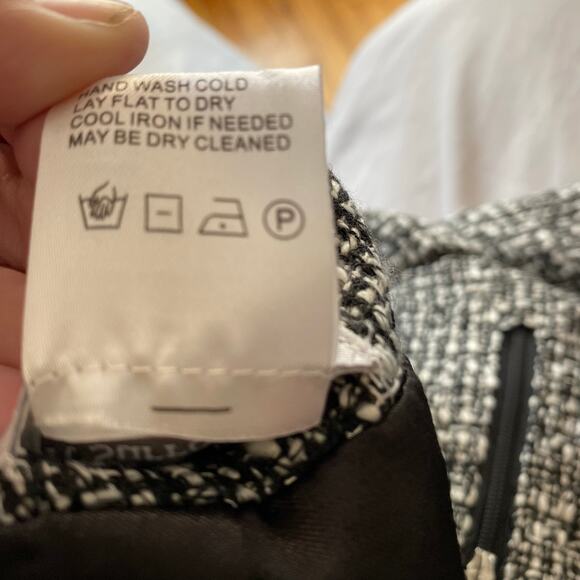 HAND WASH COLD
LAY FLAT TO DRY
COOL IRON IF NEEDED
MAY BE DRY CLEANED
P